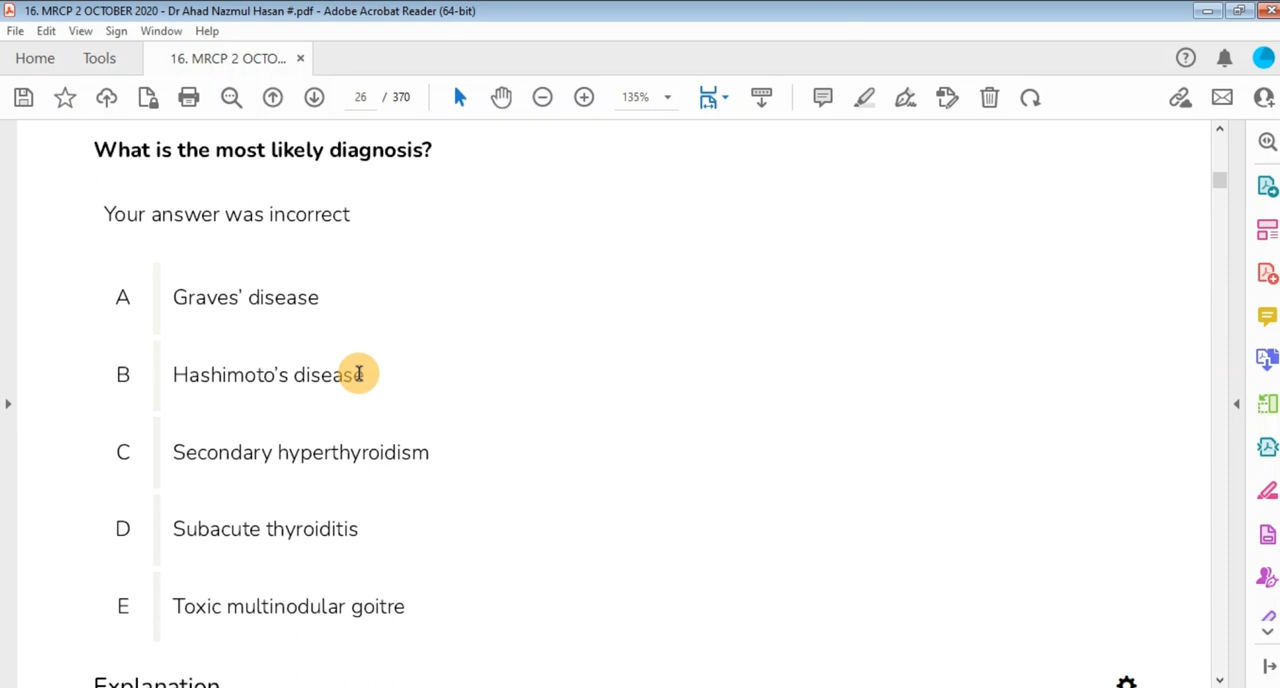 16. MRCP 2 OCTOBER 2020 - Dr Ahad Nazmul Hasan #.pdf - Adobe Acrobat Reader (64-bit)
File Edit View Sign Window Help
Home Tools 16. MRCP 2 OCTO... ×
26 / 370 135%
What is the most likely diagnosis?
Your answer was incorrect
A Graves’ disease
B Hashimoto’s disease
C Secondary hyperthyroidism
D Subacute thyroiditis
E Toxic multinodular goitre
Explanation